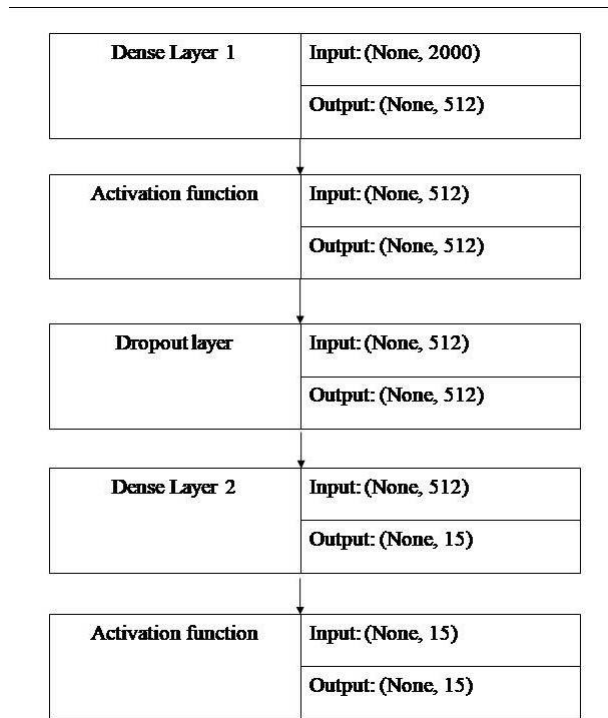 Dense Layer 1
Input: (None, 2000)
Output: (None, 512)
Activation function
Input: (None, 512)
Output: (None, 512)
Dropout layer
Input: (None, 512)
Output: (None, 512)
Dense Layer 2
Input: (None, 512)
Output: (None, 15)
Activation function
Input: (None, 15)
Output: (None, 15)